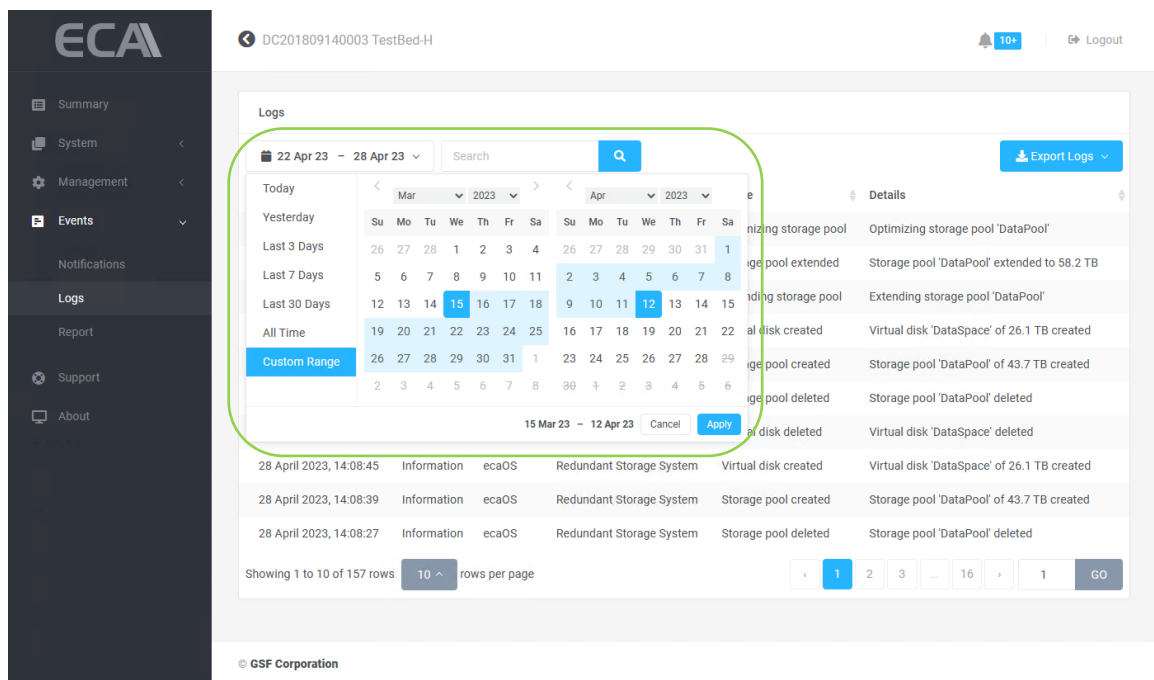 ECA
DC201809140003 TestBed-H
10+
Logout
Summary
System
Management
Events
Notifications
Logs
Report
Support
About
Logs
22 Apr 23 – 28 Apr 23
Search
Export Logs
Today
Yesterday
Last 3 Days
Last 7 Days
Last 30 Days
All Time
Custom Range
Mar 2023
Su Mo Tu We Th Fr Sa
26 27 28 1 2 3 4
5 6 7 8 9 10 11
12 13 14 15 16 17 18
19 20 21 22 23 24 25
26 27 28 29 30 31 1
2 3 4 5 6 7 8
Apr 2023
Su Mo Tu We Th Fr Sa
26 27 28 29 30 31 1
2 3 4 5 6 7 8
9 10 11 12 13 14 15
16 17 18 19 20 21 22
23 24 25 26 27 28 29
30 1 2 3 4 5 6
15 Mar 23 – 12 Apr 23 Cancel Apply
Details
storage pool Optimizing storage pool 'DataPool'
pool extended Storage pool 'DataPool' extended to 58.2 TB
storage pool Extending storage pool 'DataPool'
disk created Virtual disk 'DataSpace' of 26.1 TB created
pool created Storage pool 'DataPool' of 43.7 TB created
pool deleted Storage pool 'DataPool' deleted
disk deleted Virtual disk 'DataSpace' deleted
28 April 2023, 14:08:45 Information ecaOS Redundant Storage System Virtual disk created Virtual disk 'DataSpace' of 26.1 TB created
28 April 2023, 14:08:39 Information ecaOS Redundant Storage System Storage pool created Storage pool 'DataPool' of 43.7 TB created
28 April 2023, 14:08:27 Information ecaOS Redundant Storage System Storage pool deleted Storage pool 'DataPool' deleted
Showing 1 to 10 of 157 rows 10 rows per page
‹ 1 2 3 ... 16 › 1 GO
© GSF Corporation